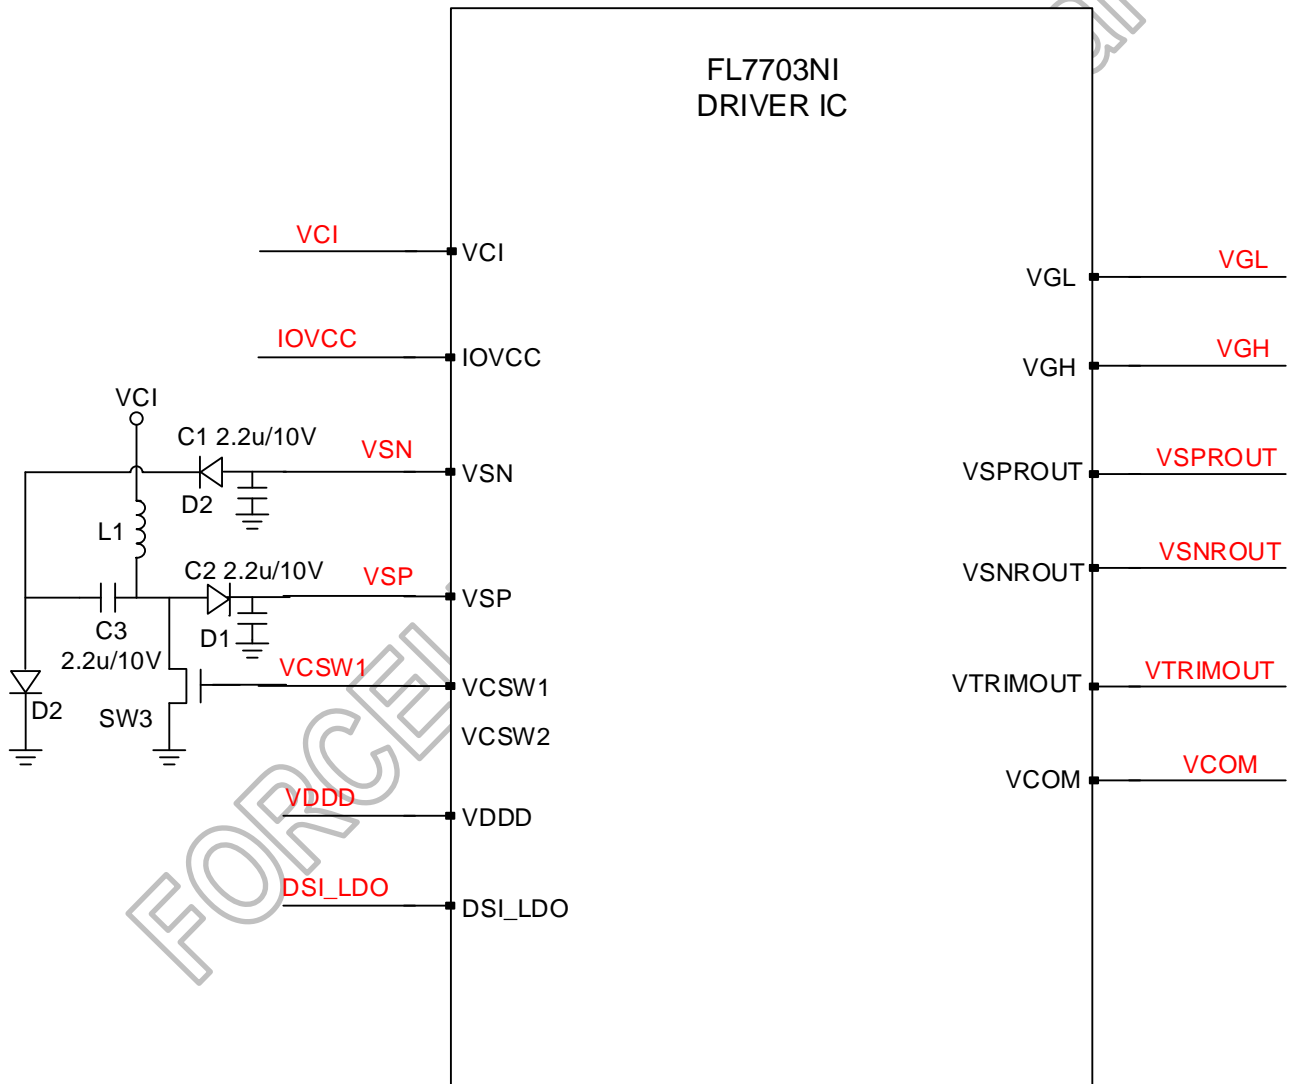 FL7703NI
DRIVER IC
VCI
VCI
VGL
VGL
IOVCC
IOVCC
VGH
VGH
VCI
C1 2.2u/10V
VSN
VSN
D2
L1
VSPROUT
VSPROUT
C2 2.2u/10V
VSP
VSP
D1
C3
2.2u/10V
VSNROUT
VSNROUT
VCSW1
VCSW1
D2
SW3
VCSW2
VTRIMOUT
VTRIMOUT
VCOM
VCOM
VDDD
VDDD
DSI_LDO
DSI_LDO